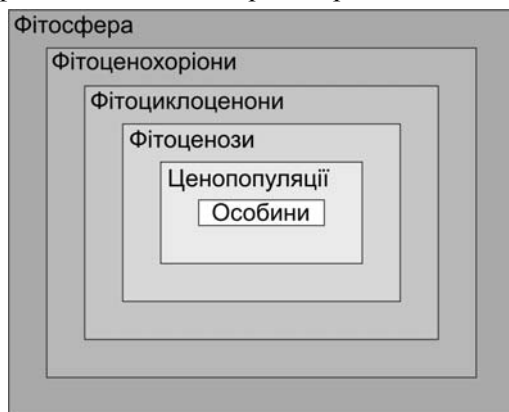 Фітосфера
Фітоценохоріони
Фітоциклоценони
Фітоценози
Ценопопуляції
Особини